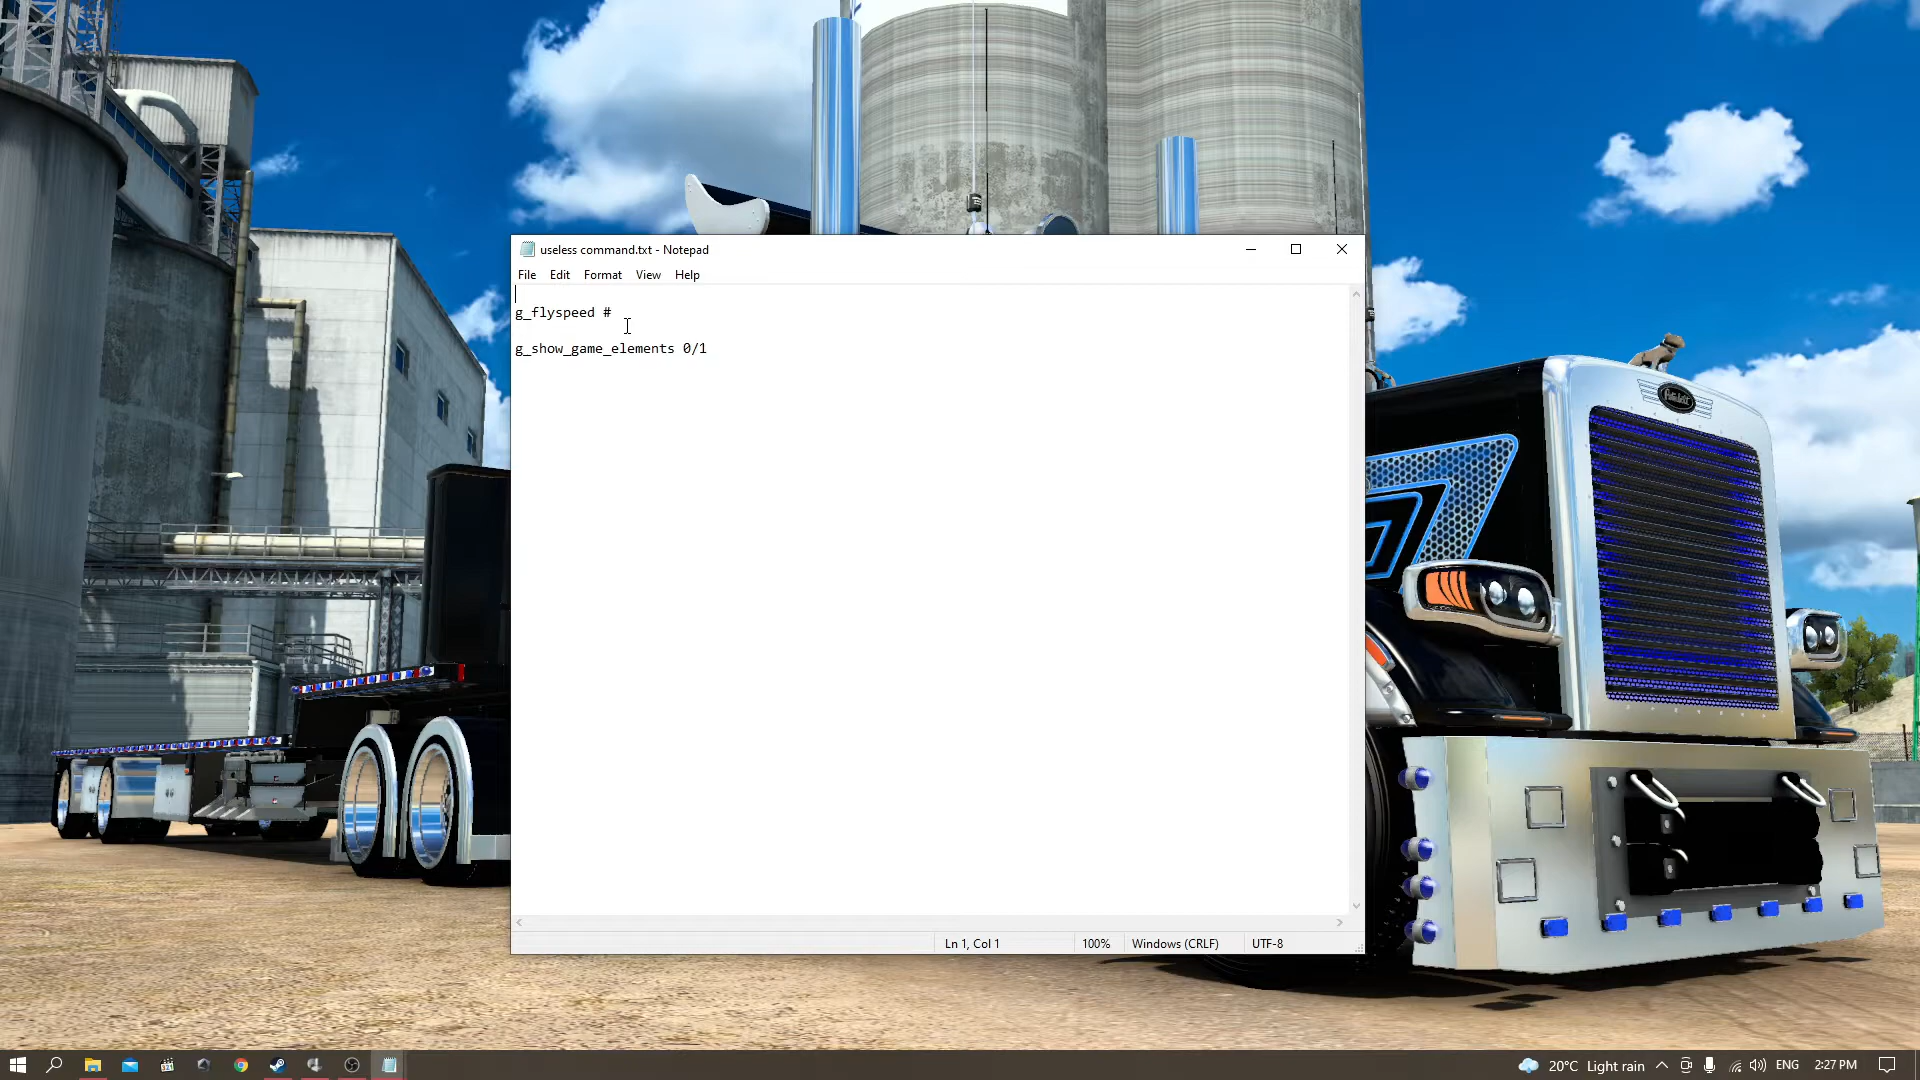 useless command.txt - Notepad
File Edit Format View Help
g_flyspeed #
g_show_game_elements 0/1
Ln 1, Col 1 100% Windows (CRLF) UTF-8
20°C Light rain ENG 2:27 PM